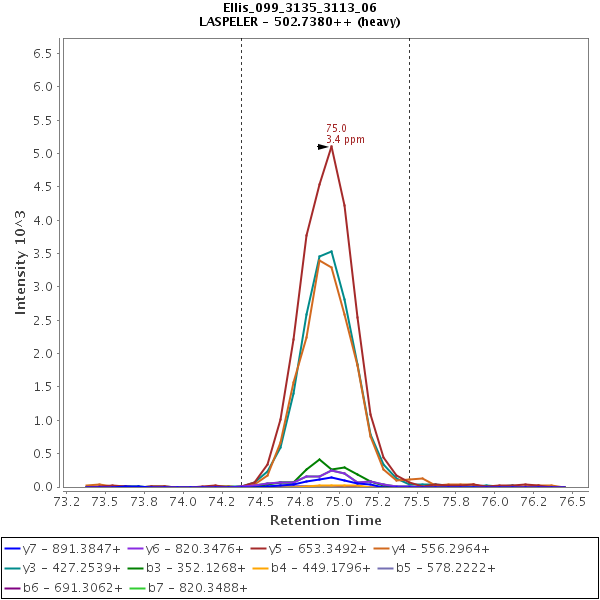 Ellis_099_3135_3113_06
LASPELER - 502.7380++ (heavy)
Intensity 10^3
6.5
6.0
5.5
5.0
4.5
4.0
3.5
3.0
2.5
2.0
1.5
1.0
0.5
0.0
75.0
3.4 ppm
73.2 73.5 73.8 74.0 74.2 74.5 74.8 75.0 75.2 75.5 75.8 76.0 76.2 76.5
Retention Time
y7 - 891.3847+ y6 - 820.3476+ y5 - 653.3492+ y4 - 556.2964+
y3 - 427.2539+ b3 - 352.1268+ b4 - 449.1796+ b5 - 578.2222+
b6 - 691.3062+ b7 - 820.3488+